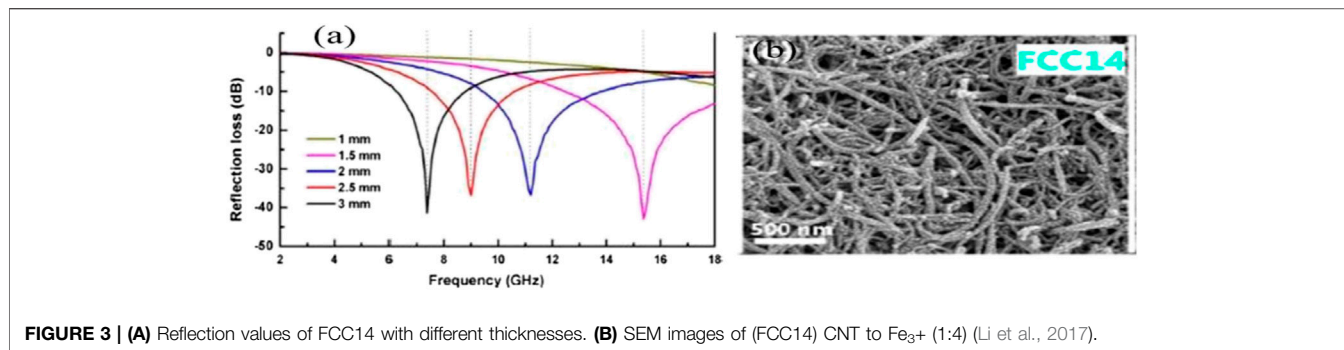 (a)
0
-10
-20
-30
-40
-50
Reflection loss (dB)
1 mm
1.5 mm
2 mm
2.5 mm
3 mm
2 4 6 8 10 12 14 16 18
Frequency (GHz)
(b)
FCC14
500 nm
FIGURE 3 | (A) Reflection values of FCC14 with different thicknesses. (B) SEM images of (FCC14) CNT to Fe₃+ (1:4) (Li et al., 2017).